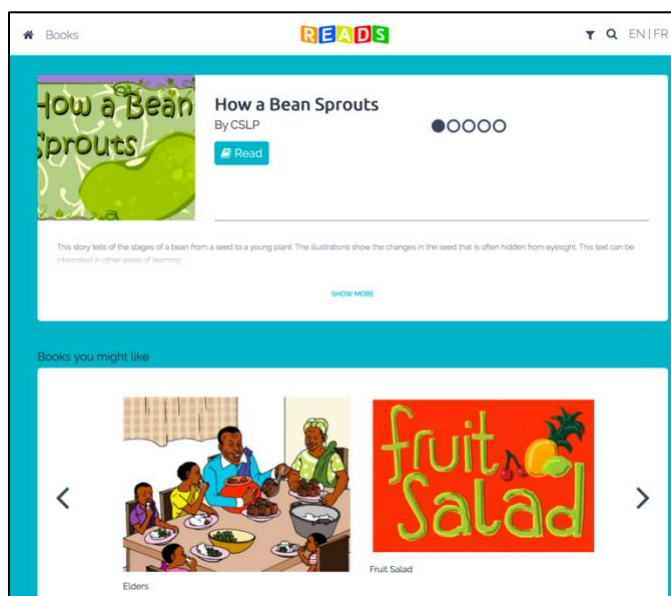 Books
READS
EN | FR
How a Bean
Sprouts
How a Bean Sprouts
By CSLP
Read
This story tells of the stages of a bean from a seed to a young plant. The illustrations show the changes in the seed that is often hidden from eyesight. This text can be
integrated in other areas of learning.
SHOW MORE
Books you might like
fruit
Salad
Elders
Fruit Salad